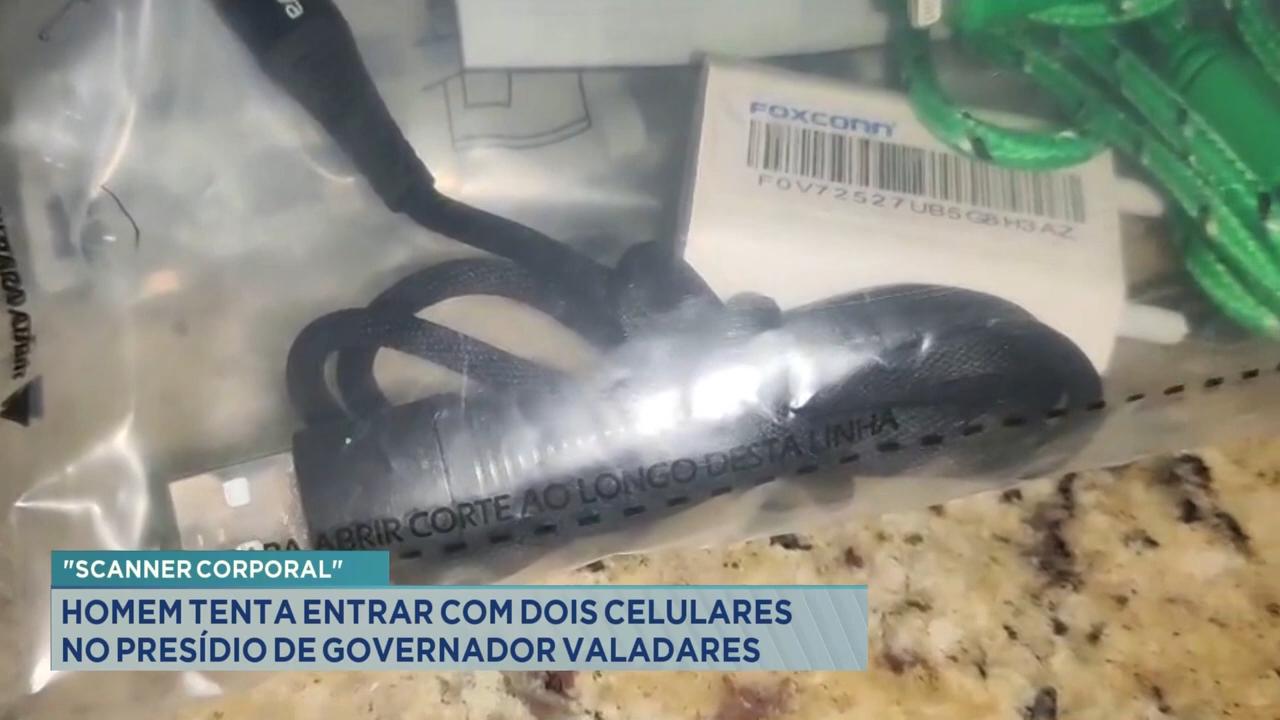 FOXCONN
F0V72527UB5G8H3AZ
ABRIR CORTE AO LONGO DESTA LINHA
"SCANNER CORPORAL"
HOMEM TENTA ENTRAR COM DOIS CELULARES
NO PRESÍDIO DE GOVERNADOR VALADARES